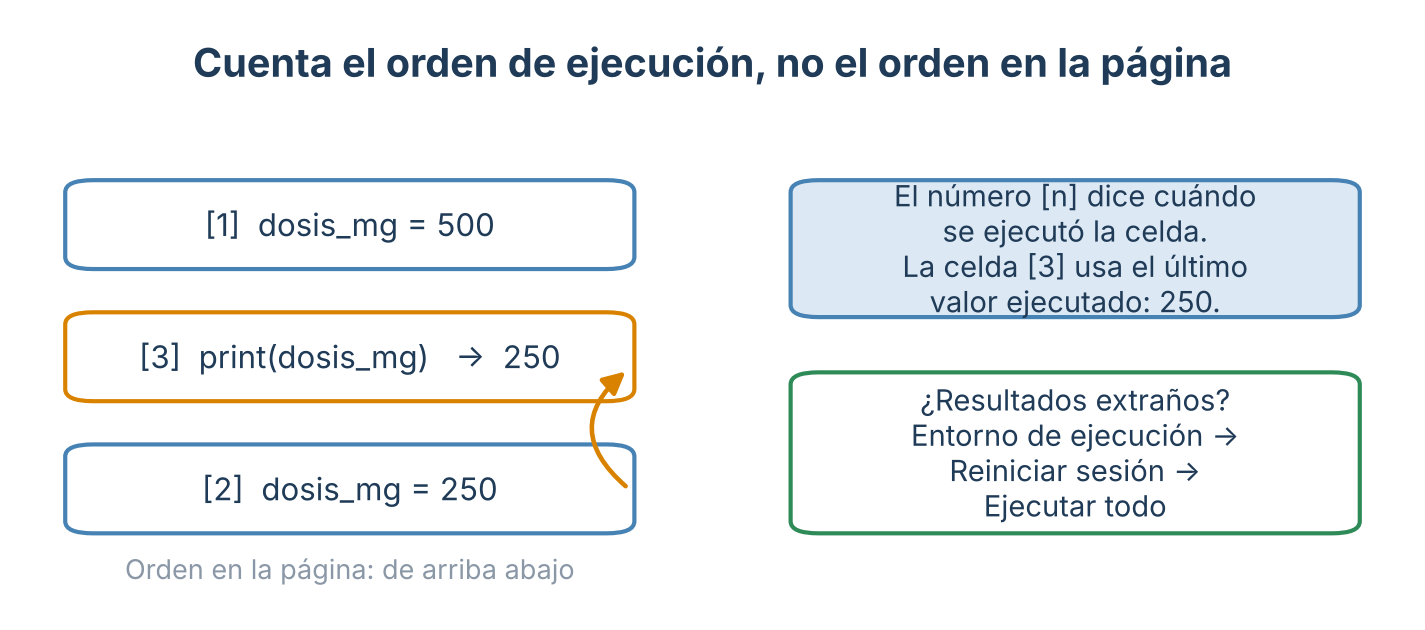 Cuenta el orden de ejecución, no el orden en la página
[1]  dosis_mg = 500
[3]  print(dosis_mg)   →  250
[2]  dosis_mg = 250
Orden en la página: de arriba abajo
El número [n] dice cuándo
se ejecutó la celda.
La celda [3] usa el último
valor ejecutado: 250.
¿Resultados extraños?
Entorno de ejecución →
Reiniciar sesión →
Ejecutar todo